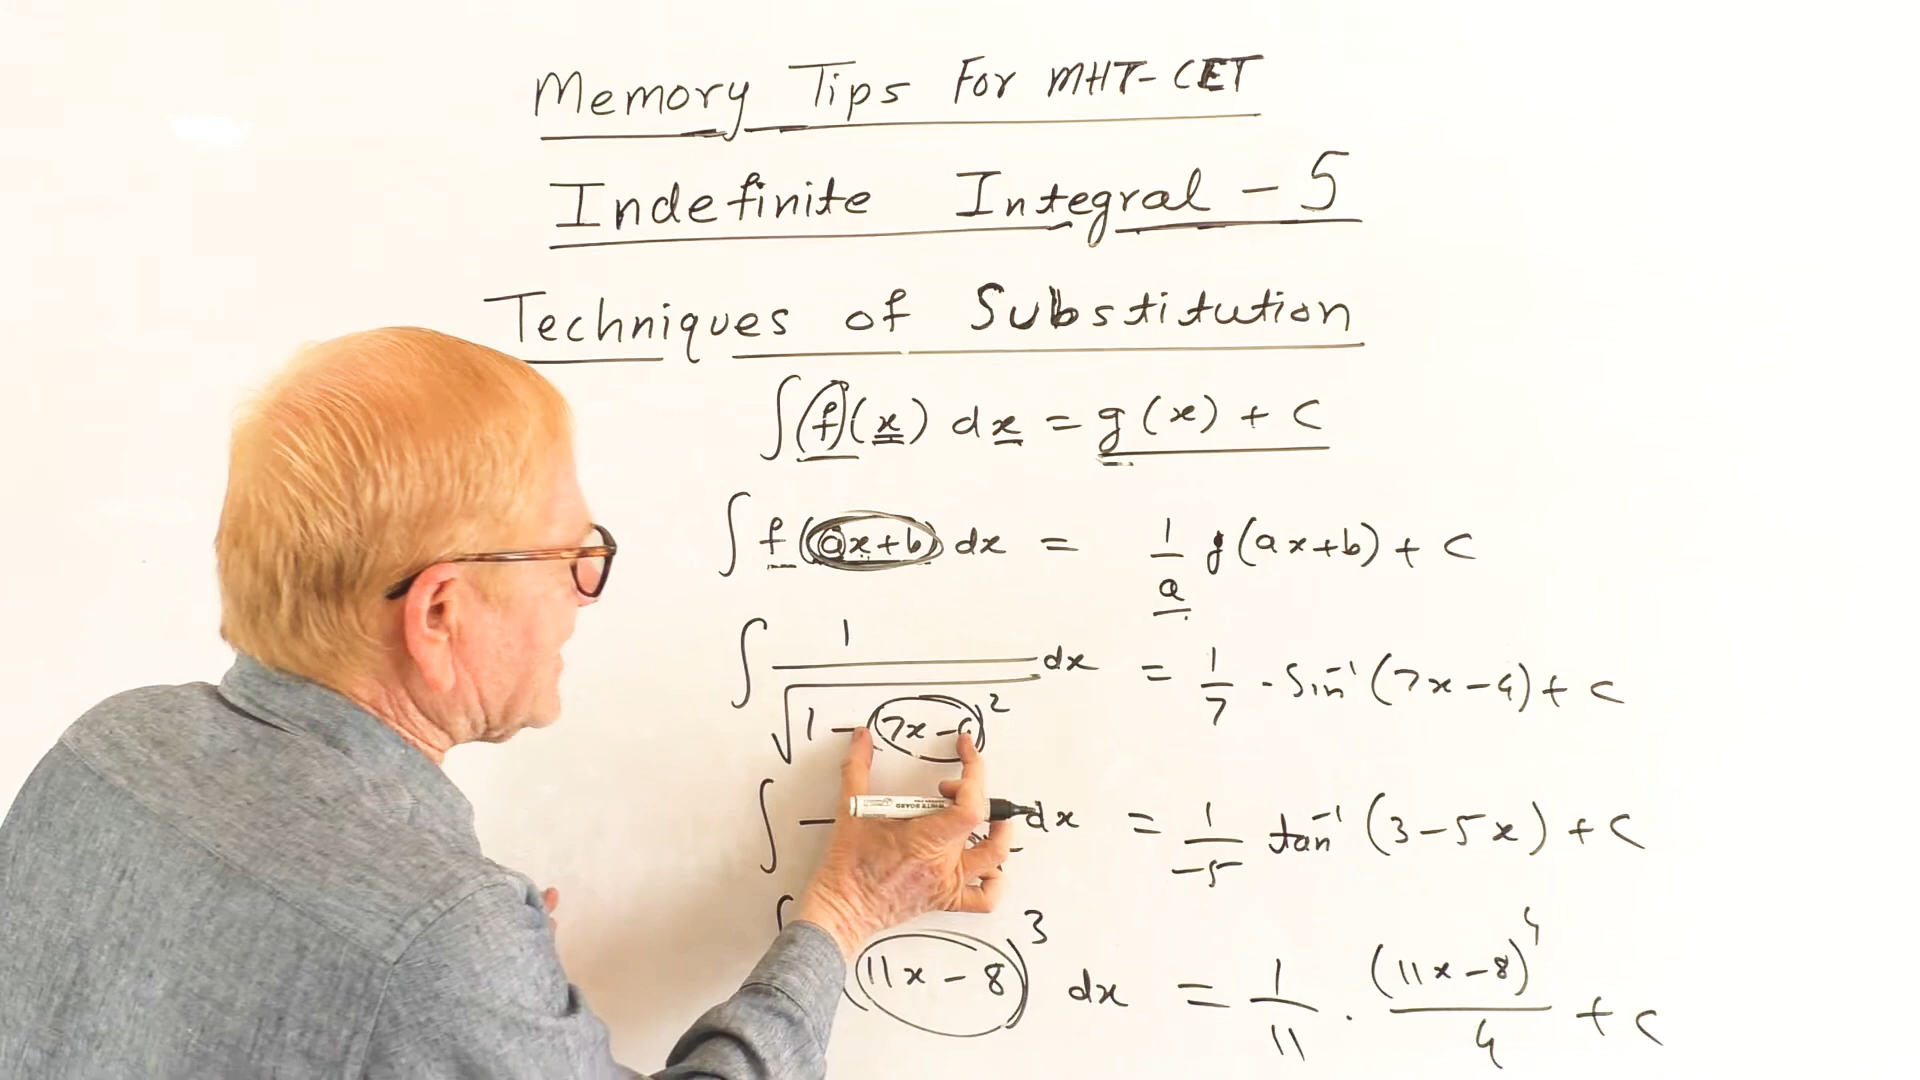 Memory Tips For MHT-CET
Indefinite Integral - 5
Techniques of Substitution
∫ f(x) dx = g(x) + C
∫ f(ax+b) dx = 1/a g(ax+b) + C
∫ 1/√(1-(7x-4)²) dx = 1/7 · Sin⁻¹(7x-4) + C
∫ dx = 1/-5 tan⁻¹(3-5x) + C
∫ (11x-8)³ dx = 1/11 · (11x-8)⁴/4 + C
WHITE BOARD